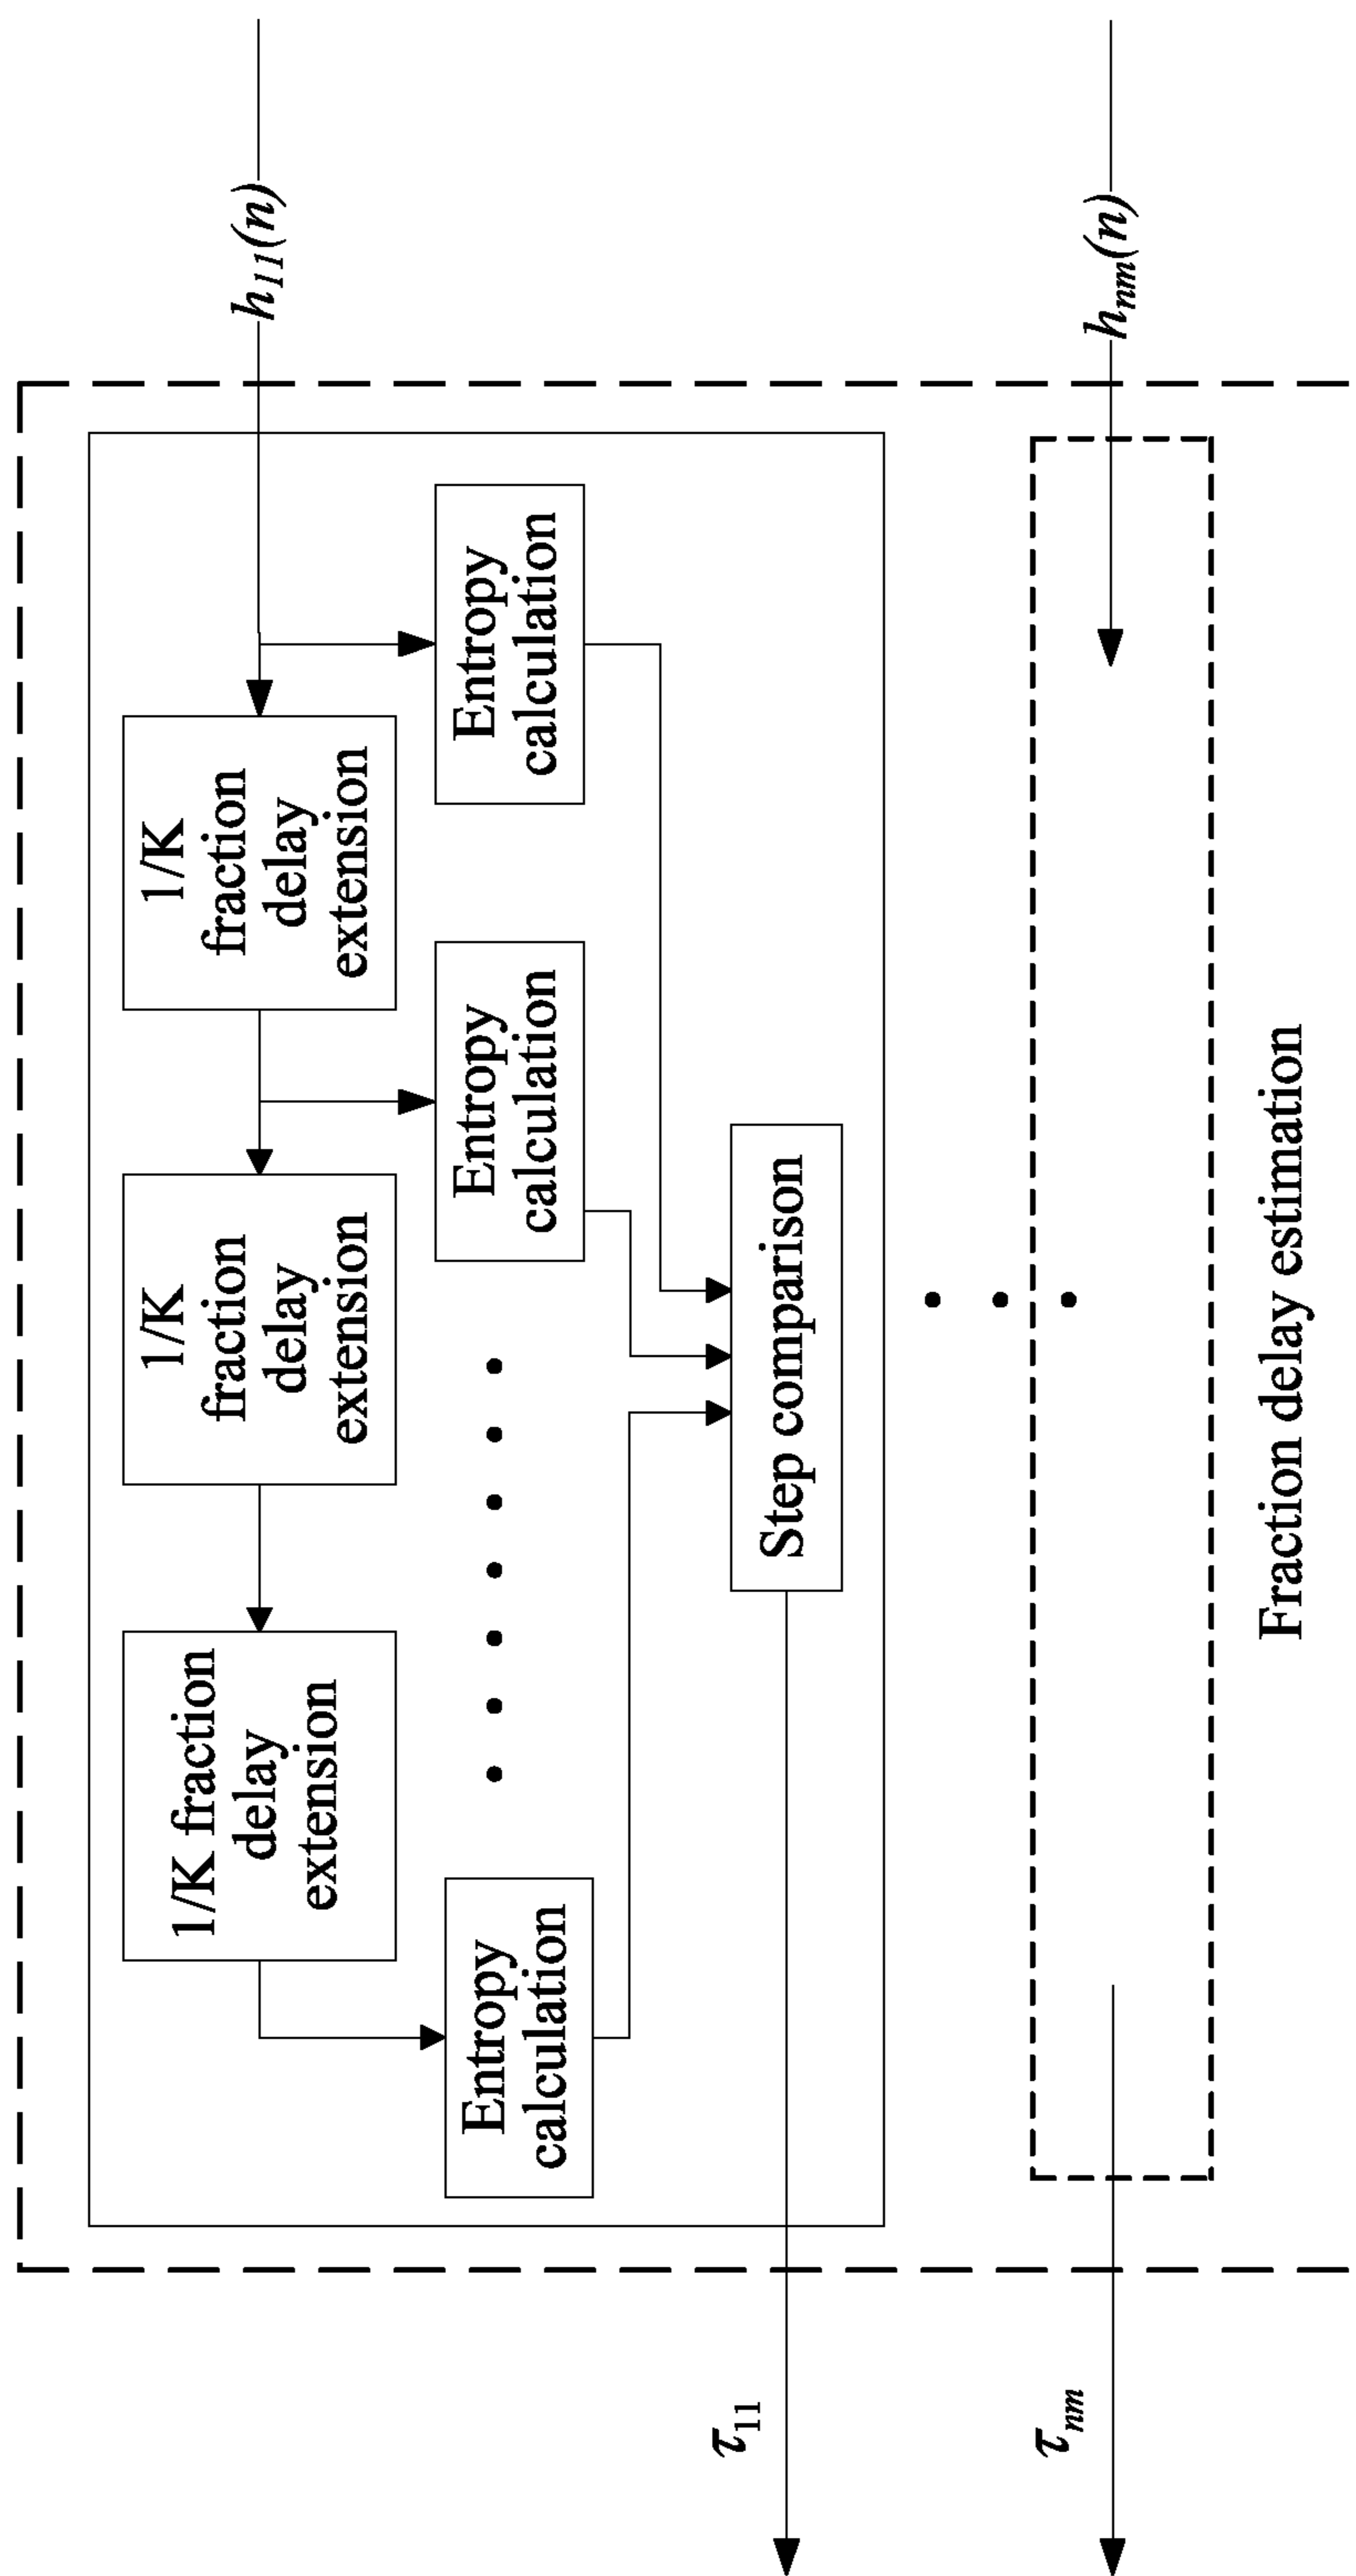 1/K fraction
delay
extension
1/K
fraction
delay
extension
1/K
fraction
delay
extension
h₁₁(n)
Entropy
calculation
Entropy
calculation
Entropy
calculation
τ₁₁
Step comparison
τₙₘ
hₙₘ(n)
Fraction delay estimation